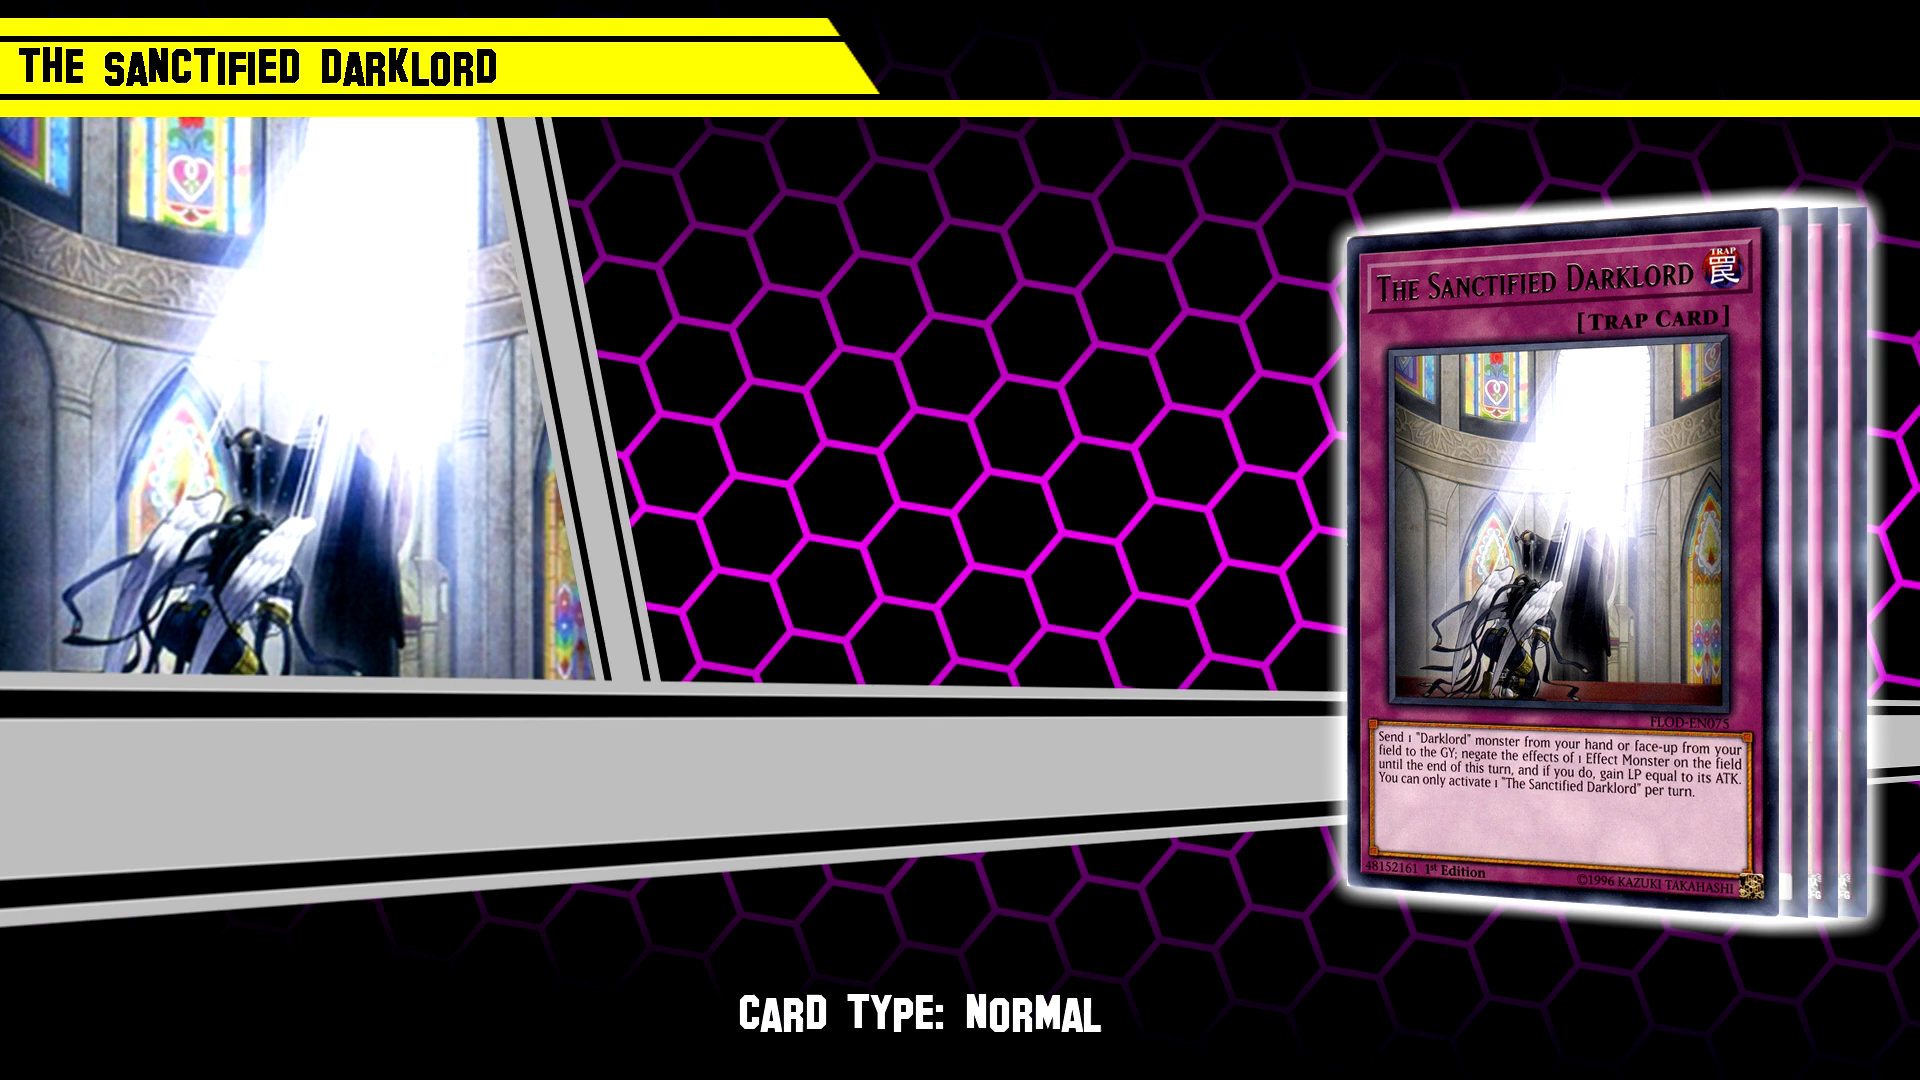 THE SANCTIFIED DARKLORD
THE SANCTIFIED DARKLORD
TRAP
罠
[TRAP CARD]
FLOD-EN075
Send 1 "Darklord" monster from your hand or face-up from your
field to the GY; negate the effects of 1 Effect Monster on the field
until the end of this turn, and if you do, gain LP equal to its ATK.
You can only activate 1 "The Sanctified Darklord" per turn.
48152161 1st Edition
©1996 KAZUKI TAKAHASHI
CARD TYPE: NORMAL